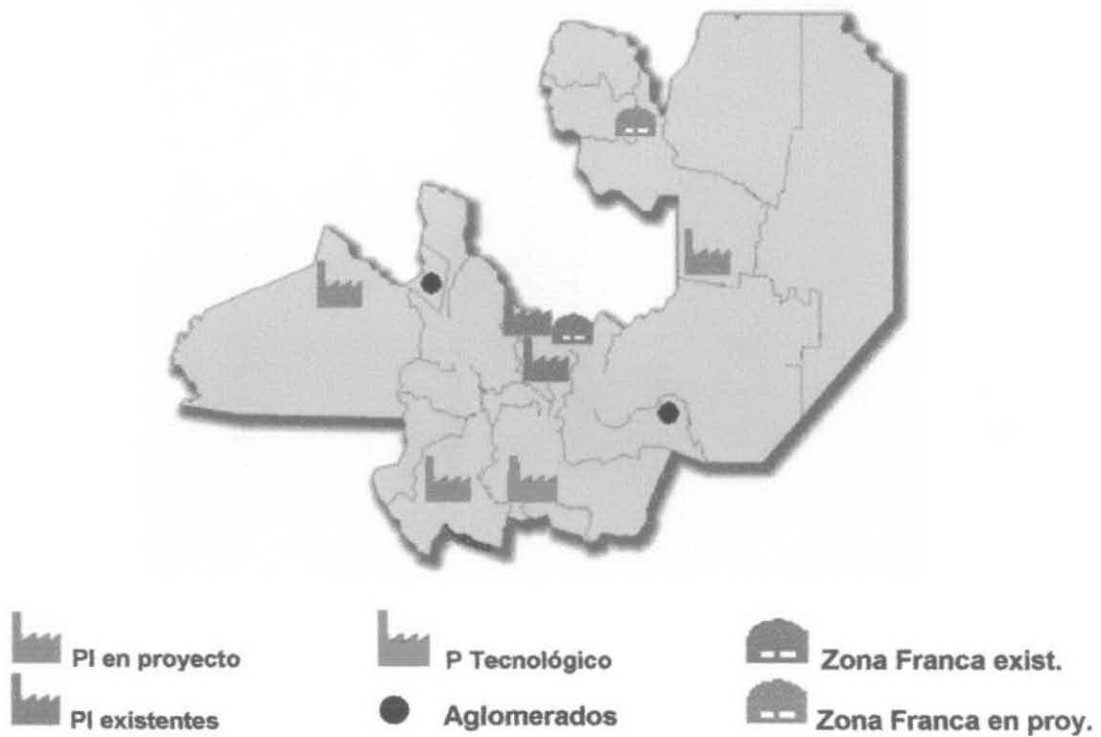 PI en proyecto
P Tecnológico
Zona Franca exist.
PI existentes
Aglomerados
Zona Franca en proy.